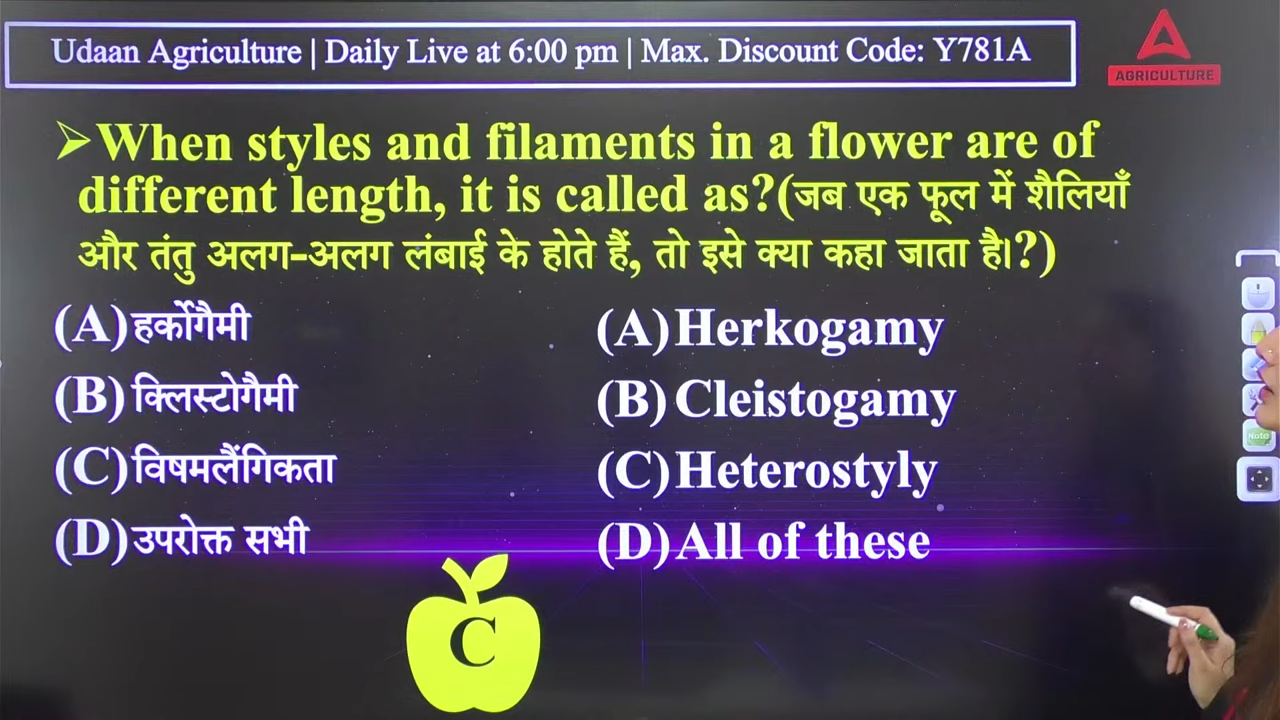 Udaan Agriculture | Daily Live at 6:00 pm | Max. Discount Code: Y781A
AGRICULTURE
➢When styles and filaments in a flower are of
different length, it is called as?(जब एक फूल में शैलियाँ
और तंतु अलग-अलग लंबाई के होते हैं, तो इसे क्या कहा जाता है।?)
(A)हर्कोगैमी
(B)क्लिस्टोगैमी
(C)विषमलैंगिकता
(D)उपरोक्त सभी
(A)Herkogamy
(B)Cleistogamy
(C)Heterostyly
(D)All of these
C
Note